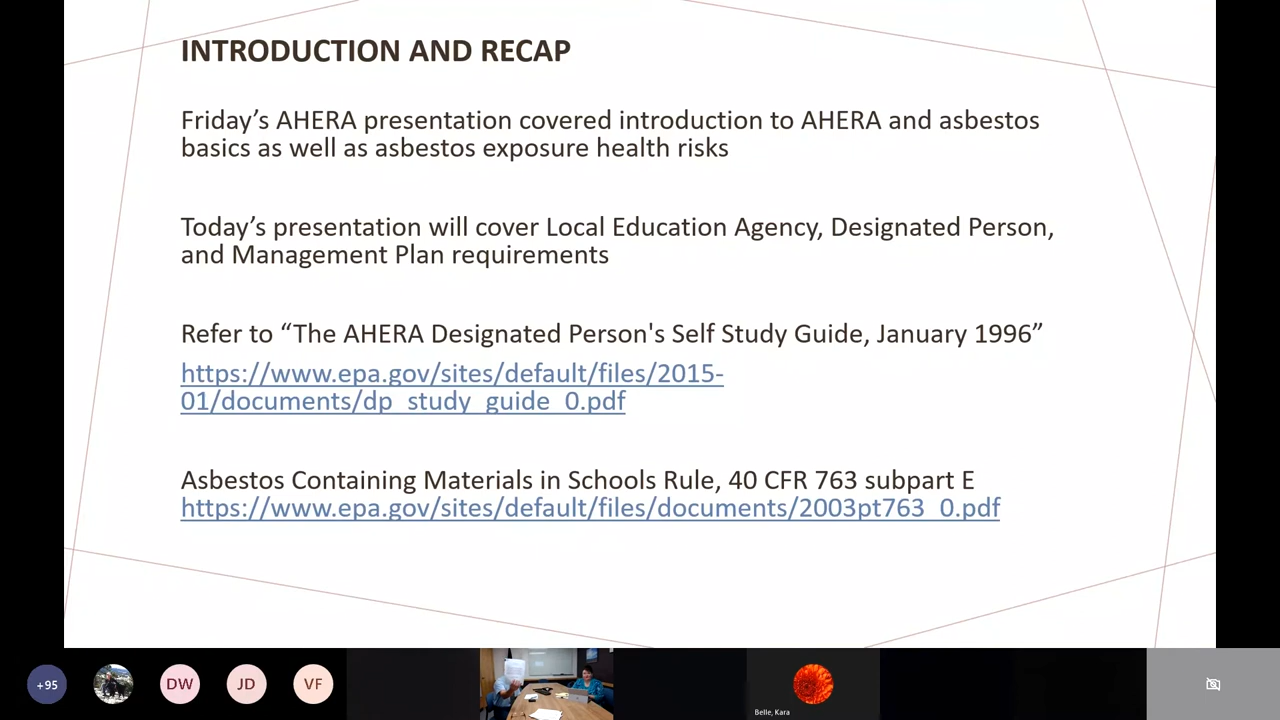 INTRODUCTION AND RECAP
Friday’s AHERA presentation covered introduction to AHERA and asbestos
basics as well as asbestos exposure health risks
Today’s presentation will cover Local Education Agency, Designated Person,
and Management Plan requirements
Refer to “The AHERA Designated Person's Self Study Guide, January 1996”
https://www.epa.gov/sites/default/files/2015-
01/documents/dp_study_guide_0.pdf
Asbestos Containing Materials in Schools Rule, 40 CFR 763 subpart E
https://www.epa.gov/sites/default/files/documents/2003pt763_0.pdf
+95
DW
JD
VF
Belle, Kara